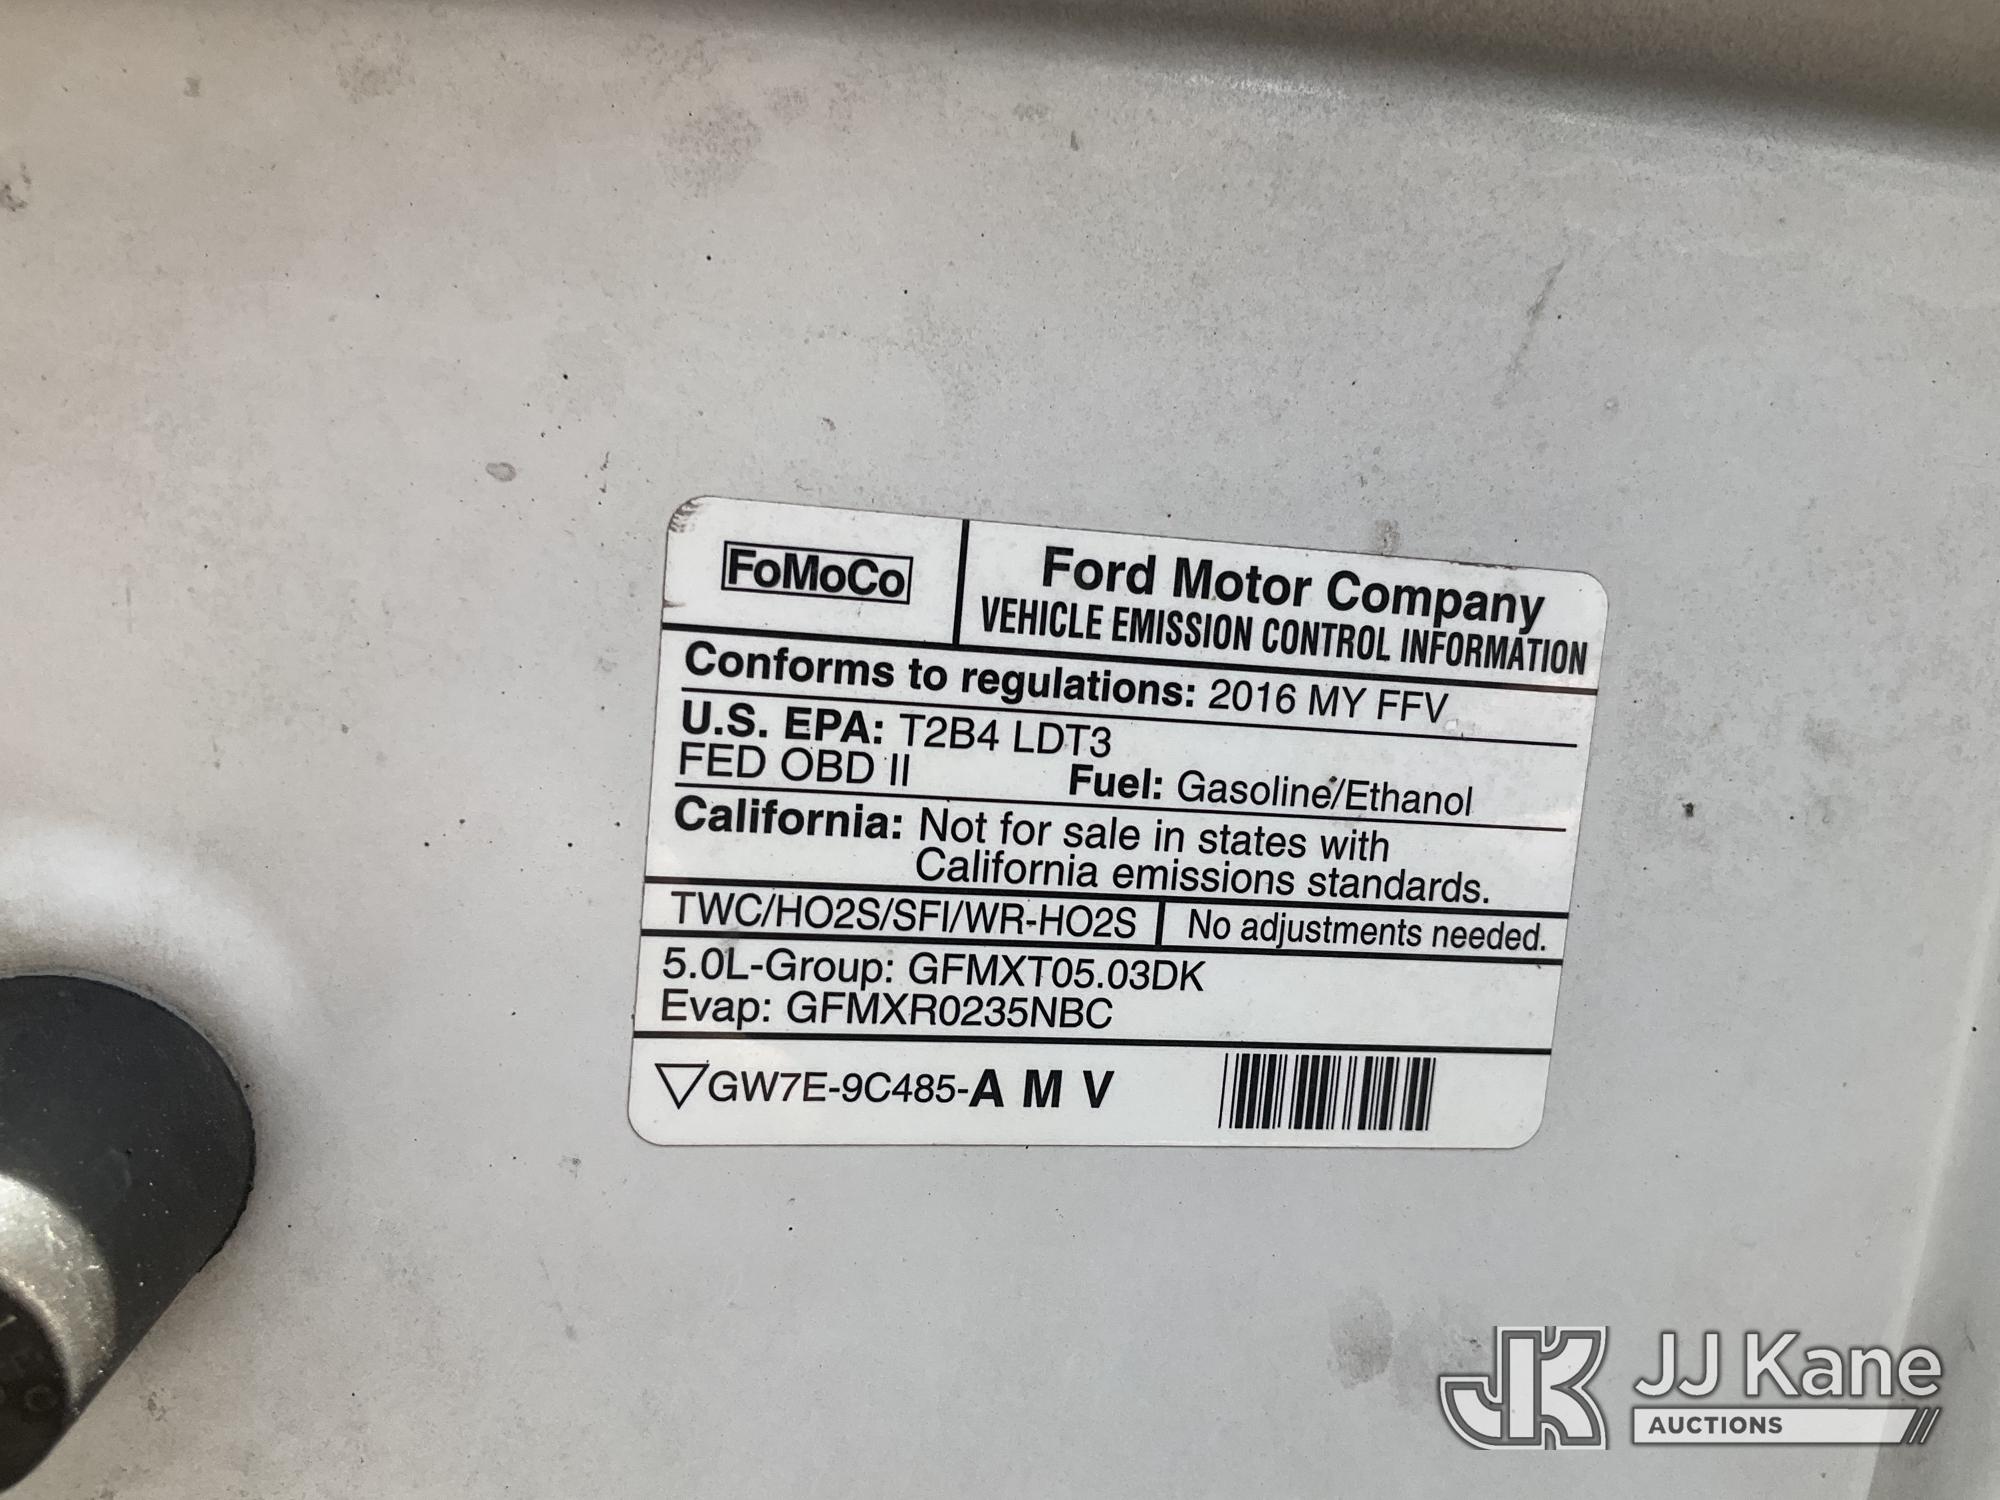 FoMoCo
Ford Motor Company
VEHICLE EMISSION CONTROL INFORMATION
Conforms to regulations: 2016 MY FFV
U.S. EPA: T2B4 LDT3
FED OBD II Fuel: Gasoline/Ethanol
California: Not for sale in states with
California emissions standards.
TWC/HO2S/SFI/WR-HO2S No adjustments needed.
5.0L-Group: GFMXT05.03DK
Evap: GFMXR0235NBC
GW7E-9C485-A M V
JK JJ Kane
AUCTIONS